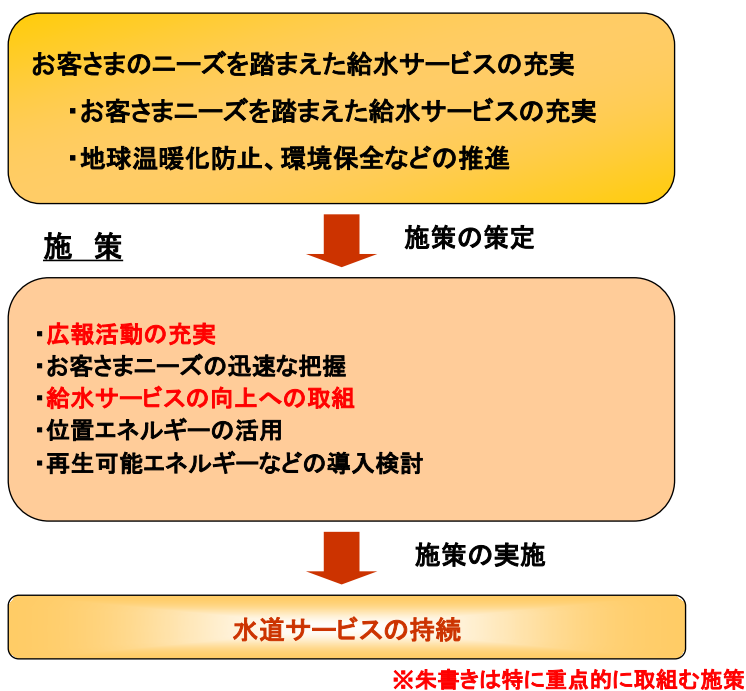 お客さまのニーズを踏まえた給水サービスの充実
・お客さまニーズを踏まえた給水サービスの充実
・地球温暖化防止、環境保全などの推進
施策の策定
施　策
・広報活動の充実
・お客さまニーズの迅速な把握
・給水サービスの向上への取組
・位置エネルギーの活用
・再生可能エネルギーなどの導入検討
施策の実施
水道サービスの持続
※朱書きは特に重点的に取組む施策